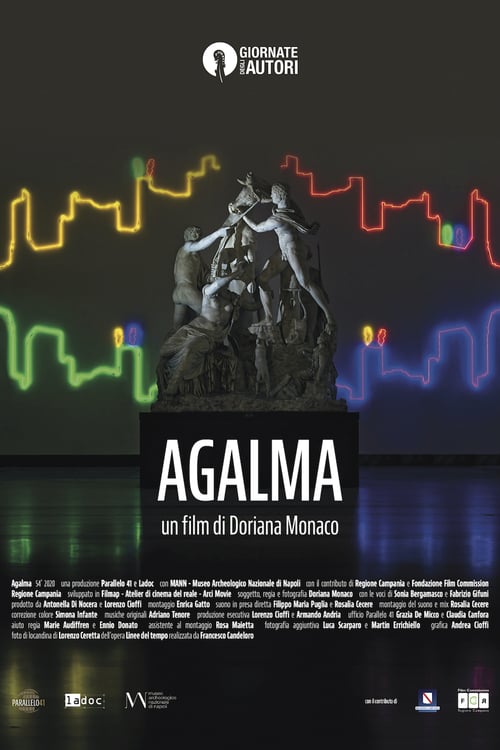 GIORNATE
DEGLI
AUTORI
AGALMA
un film di Doriana Monaco
Agalma 54' 2020 una produzione Parallelo 41 e Ladoc con MANN - Museo Archeologico Nazionale di Napoli con il contributo di Regione Campania e Fondazione Film Commission
Regione Campania sviluppato in Filmap - Atelier di cinema del reale - Arci Movie soggetto, regia e fotografia Doriana Monaco con le voci di Sonia Bergamasco e Fabrizio Gifuni
prodotto da Antonella Di Nocera e Lorenzo Cioffi montaggio Enrica Gatto suono in presa diretta Filippo Maria Puglia e Rosalia Cecere montaggio del suono e mix Rosalia Cecere
correzione colore Simona Infante musiche originali Adriano Tenore produzione esecutiva Lorenzo Cioffi e Armando Andria ufficio Parallelo 41 Grazia De Micco e Claudia Canfora
aiuto regia Marie Audiffren e Ennio Donato assistente al montaggio Rosa Maietta fotografia aggiuntiva Luca Scarparo e Martin Errichiello grafica Andrea Cioffi
foto di locandina di Lorenzo Ceretta dell'opera Linee del tempo realizzata da Francesco Candeloro
PARALLELO41
ladoc
museo
archeologico
nazionale
di napoli
con il contributo di
Film Commission
FCR
Regione Campania